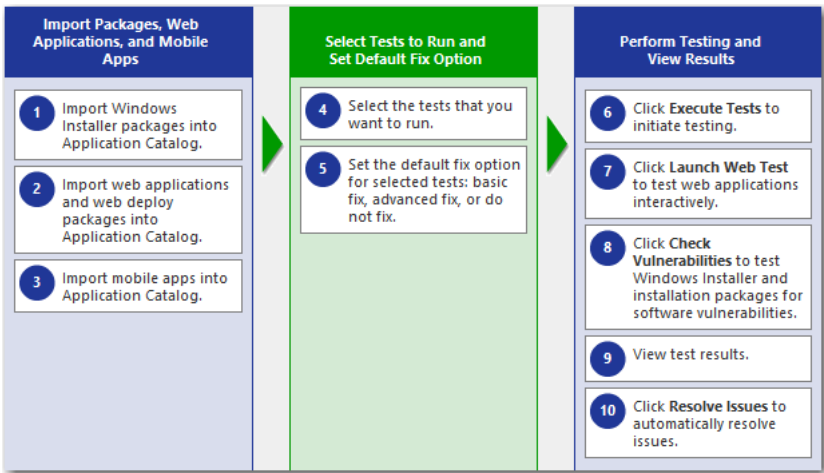 Import Packages, Web
Applications, and Mobile
Apps
1
Import Windows
Installer packages into
Application Catalog.
2
Import web applications
and web deploy
packages into
Application Catalog.
3
Import mobile apps into
Application Catalog.
Select Tests to Run and
Set Default Fix Option
4
Select the tests that you
want to run.
5
Set the default fix option
for selected tests: basic
fix, advanced fix, or do
not fix.
Perform Testing and
View Results
6
Click Execute Tests to
initiate testing.
7
Click Launch Web Test
to test web applications
interactively.
8
Click Check
Vulnerabilities to test
Windows Installer and
installation packages for
software vulnerabilities.
9
View test results.
10
Click Resolve Issues to
automatically resolve
issues.